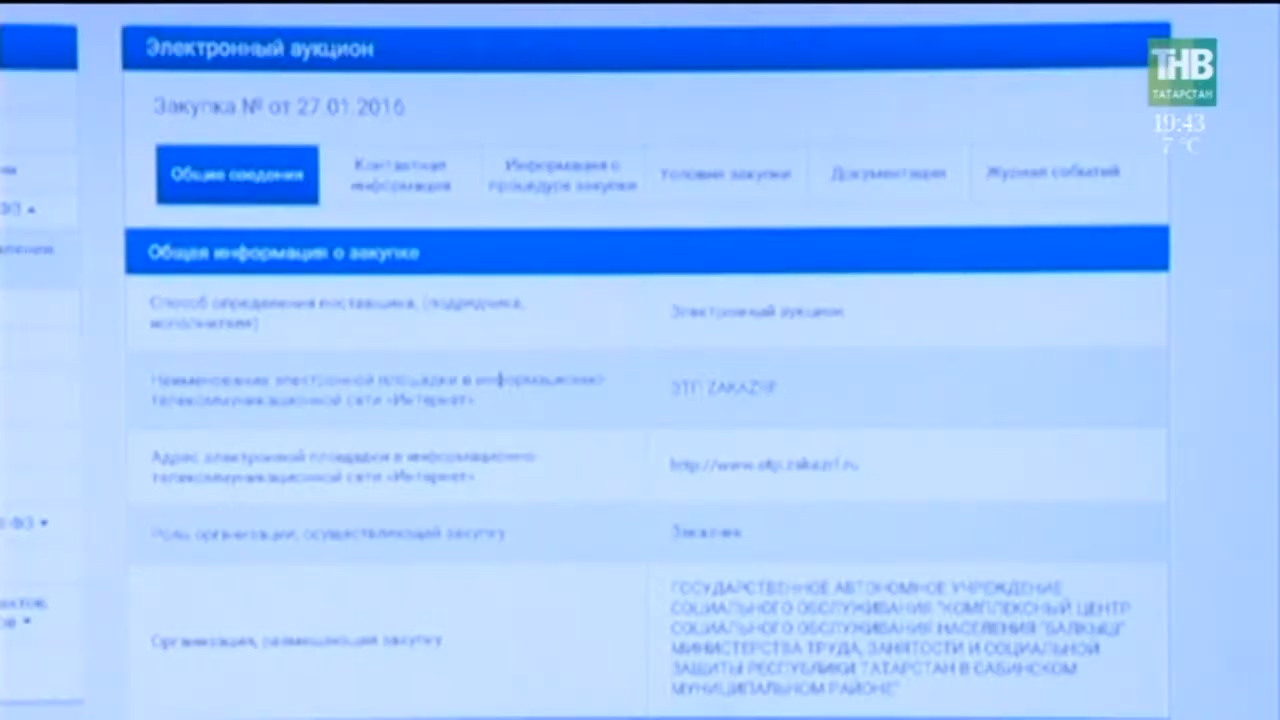 Электронный аукцион
ТНВ
ТАТАРСТАН
19:43
7 °C
Закупка № от 27.01.2016
Общие сведения
Контактная
информация
Информация о
процедуре закупки
Условия закупки
Документация
Журнал событий
Общая информация о закупке
Способ определения поставщика, (подрядчика,
исполнителя)
Электронный аукцион
Наименование электронной площадки в информационно-
телекоммуникационной сети «Интернет»
ЭТП ZAKAZRF
Адрес электронной площадки в информационно-
телекоммуникационной сети «Интернет»
http://www.etp.zakazrf.ru
Роль организации, осуществляющей закупку
Заказчик
Организация, размещающая закупку
ГОСУДАРСТВЕННОЕ АВТОНОМНОЕ УЧРЕЖДЕНИЕ
СОЦИАЛЬНОГО ОБСЛУЖИВАНИЯ "КОМПЛЕКСНЫЙ ЦЕНТР
СОЦИАЛЬНОГО ОБСЛУЖИВАНИЯ НАСЕЛЕНИЯ "БАЛКЫШ"
МИНИСТЕРСТВА ТРУДА, ЗАНЯТОСТИ И СОЦИАЛЬНОЙ
ЗАЩИТЫ РЕСПУБЛИКИ ТАТАРСТАН В САБИНСКОМ
МУНИЦИПАЛЬНОМ РАЙОНЕ"